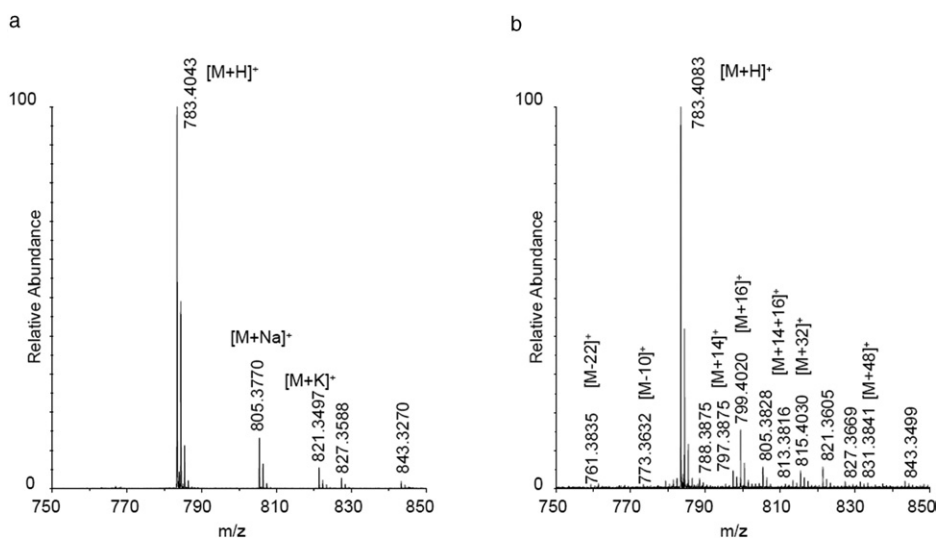 a
[M+H]+
783.4043
100
Relative Abundance
[M+Na]+
805.3770
[M+K]+
821.3497
827.3588
843.3270
0
750
770
790
810
830
850
m/z
b
[M+H]+
783.4083
100
Relative Abundance
[M-22]+
761.3835
[M-10]+
773.3632
788.3875
[M+14]+
797.3875
[M+16]+
799.4020
805.3828
[M+14+16]+
813.3816
[M+32]+
815.4030
821.3605
827.3669
[M+48]+
831.3841
843.3499
0
750
770
790
810
830
850
m/z